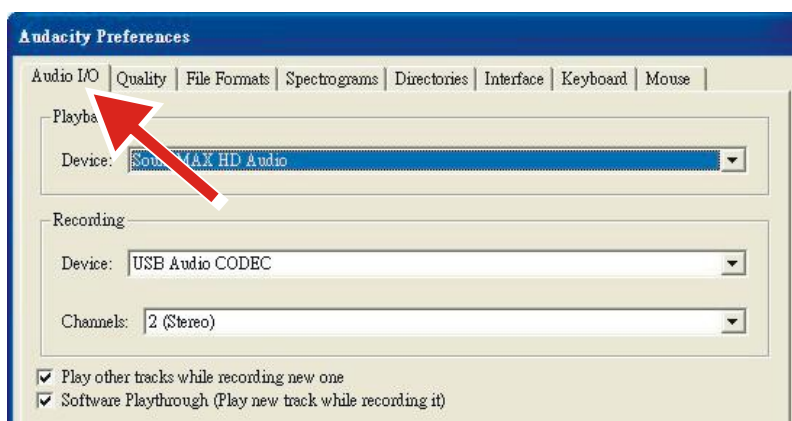 Audacity Preferences
Audio I/O Quality File Formats Spectrograms Directories Interface Keyboard Mouse
Device: MAX HD Audio
Recording
Device: USB Audio CODEC
Channels: 2 (Stereo)
Play other tracks while recording new one
Software Playthrough (Play new track while recording it)